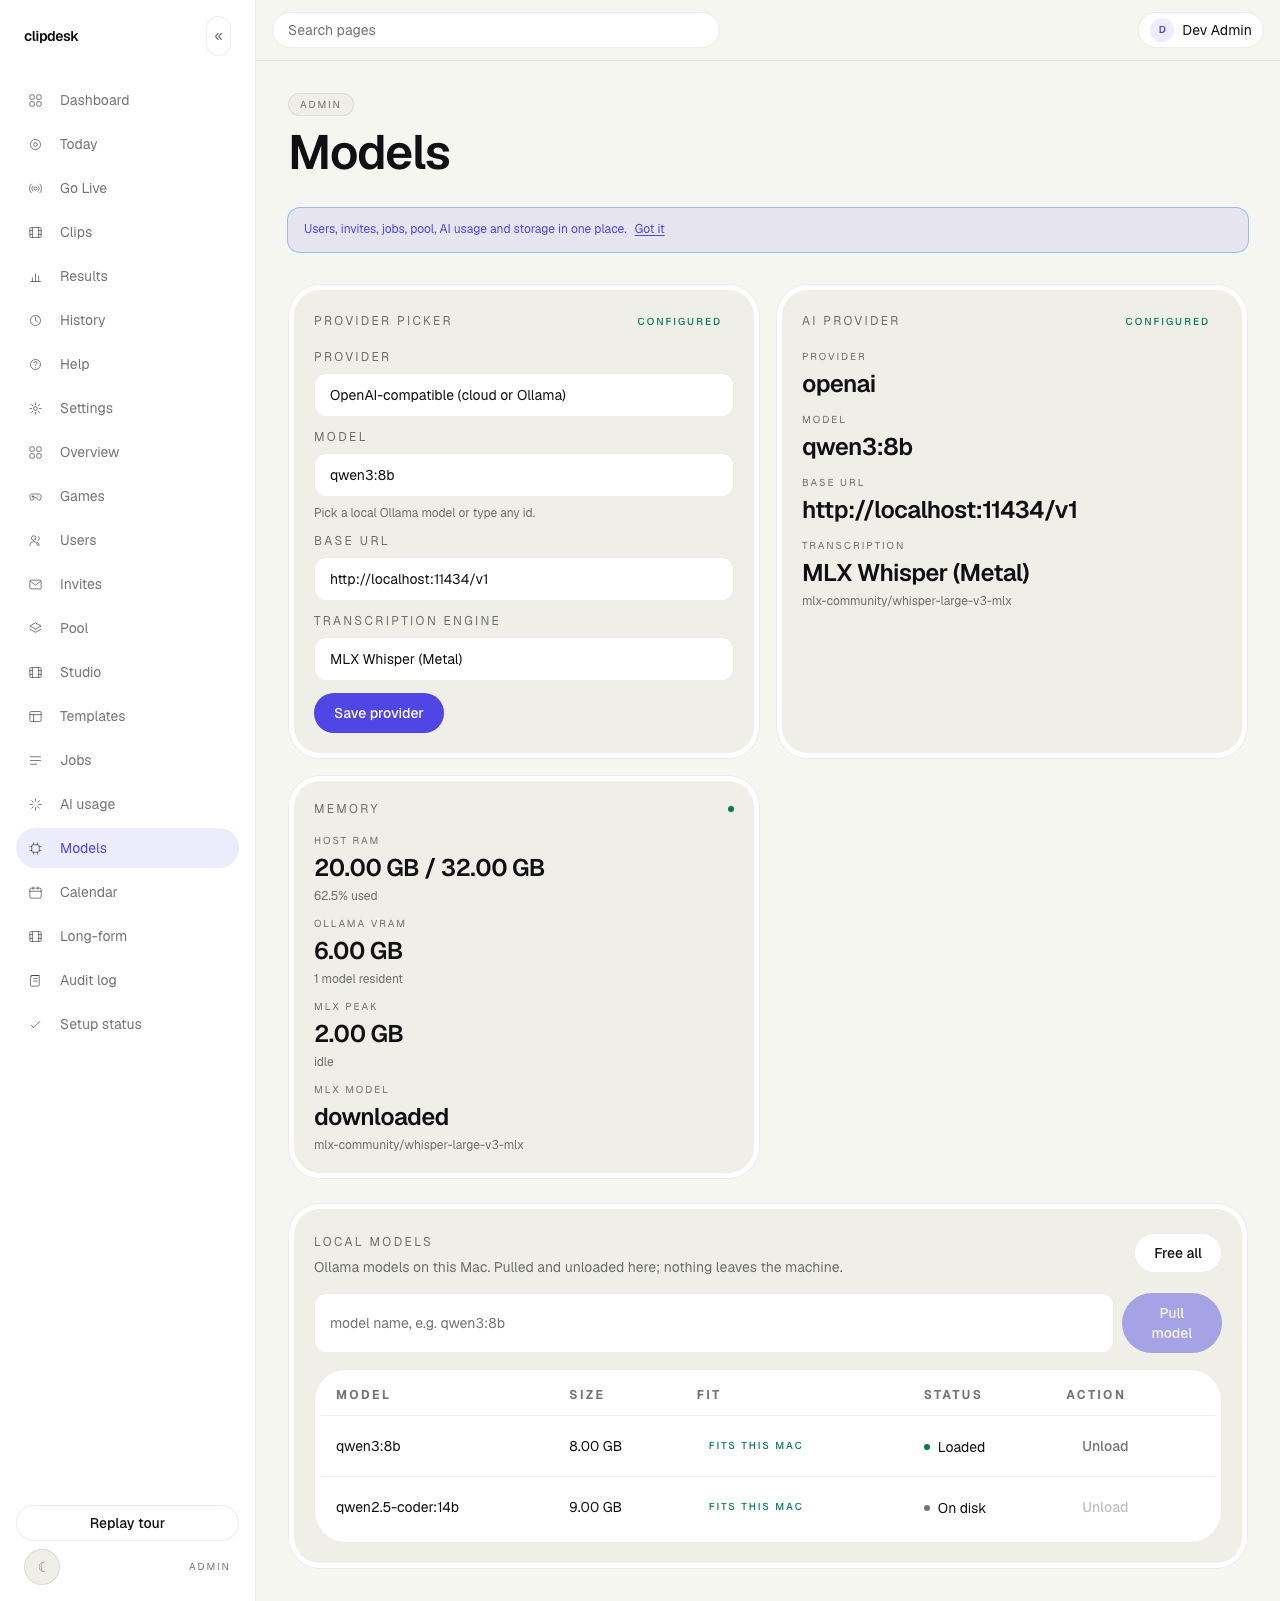 clipdesk
«
Dashboard
Today
Go Live
Clips
Results
History
Help
Settings
Overview
Games
Users
Invites
Pool
Studio
Templates
Jobs
AI usage
Models
Calendar
Long-form
Audit log
Setup status
Replay tour
ADMIN
Search pages
D Dev Admin
ADMIN
Models
Users, invites, jobs, pool, AI usage and storage in one place. Got it
PROVIDER PICKER CONFIGURED
PROVIDER
OpenAI-compatible (cloud or Ollama)
MODEL
qwen3:8b
Pick a local Ollama model or type any id.
BASE URL
http://localhost:11434/v1
TRANSCRIPTION ENGINE
MLX Whisper (Metal)
Save provider
AI PROVIDER CONFIGURED
PROVIDER
openai
MODEL
qwen3:8b
BASE URL
http://localhost:11434/v1
TRANSCRIPTION
MLX Whisper (Metal)
mlx-community/whisper-large-v3-mlx
MEMORY
HOST RAM
20.00 GB / 32.00 GB
62.5% used
OLLAMA VRAM
6.00 GB
1 model resident
MLX PEAK
2.00 GB
idle
MLX MODEL
downloaded
mlx-community/whisper-large-v3-mlx
LOCAL MODELS
Ollama models on this Mac. Pulled and unloaded here; nothing leaves the machine.
Free all
model name, e.g. qwen3:8b
Pull
model
MODEL SIZE FIT STATUS ACTION
qwen3:8b 8.00 GB FITS THIS MAC Loaded Unload
qwen2.5-coder:14b 9.00 GB FITS THIS MAC On disk Unload